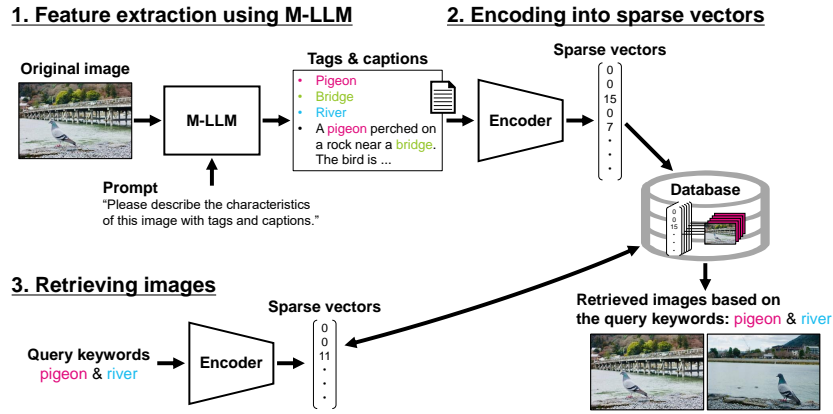 1. Feature extraction using M-LLM
Original image
M-LLM
Prompt
“Please describe the characteristics
of this image with tags and captions.”
Tags & captions
• Pigeon
• Bridge
• River
• A pigeon perched on
a rock near a bridge.
The bird is ...
2. Encoding into sparse vectors
Encoder
Sparse vectors
0
0
15
0
7
·
·
·
Database
0
0
15
·
·
·
3. Retrieving images
Query keywords
pigeon & river
Encoder
Sparse vectors
0
0
11
·
·
·
·
Retrieved images based on
the query keywords: pigeon & river